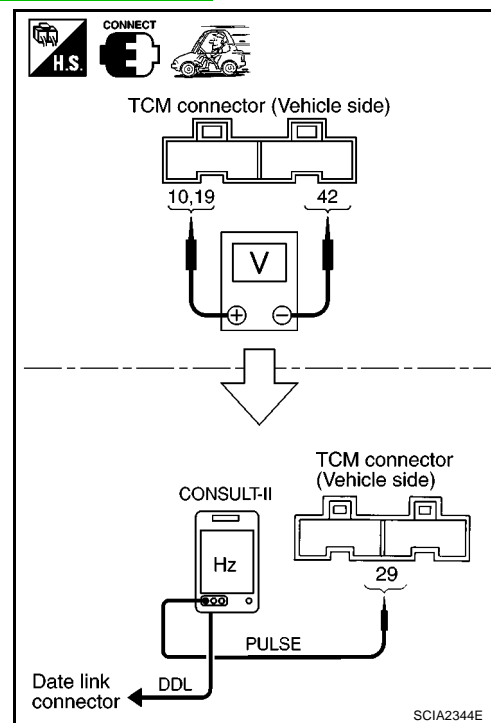 CONNECT
H.S.
TCM connector (Vehicle side)
10,19
42
V
+ −
TCM connector
(Vehicle side)
CONSULT-II
Hz
29
PULSE
Date link
connector
DDL
SCIA2344E